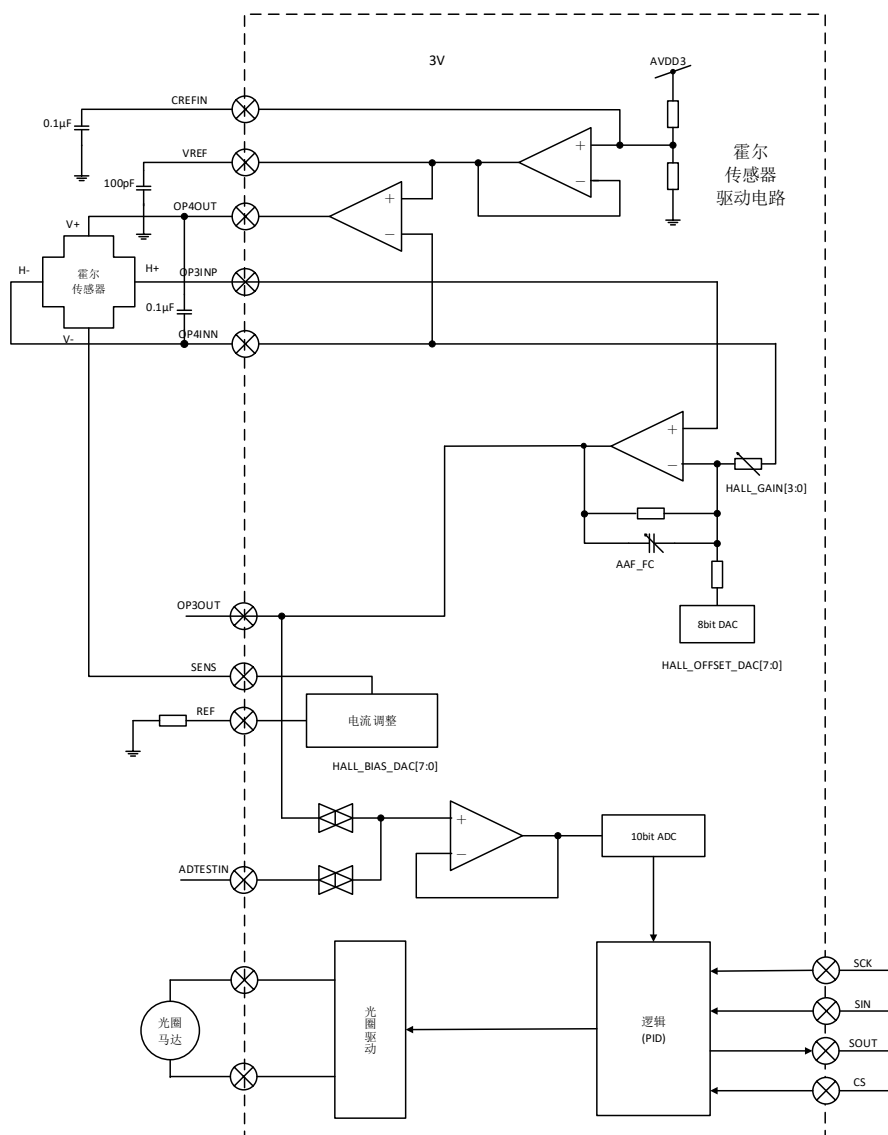 3V
AVDD3
CREFIN
0.1μF
VREF
100pF
霍尔
传感器
驱动电路
OP4OUT
V+
H-
霍尔
传感器
H+
OP3INP
0.1μF
V-
OP4INN
HALL_GAIN[3:0]
AAF_FC
8bit DAC
HALL_OFFSET_DAC[7:0]
OP3OUT
SENS
REF
电流调整
HALL_BIAS_DAC[7:0]
10bit ADC
ADTESTIN
光圈
马达
光圈驱动
逻辑
(PID)
SCK
SIN
SOUT
CS